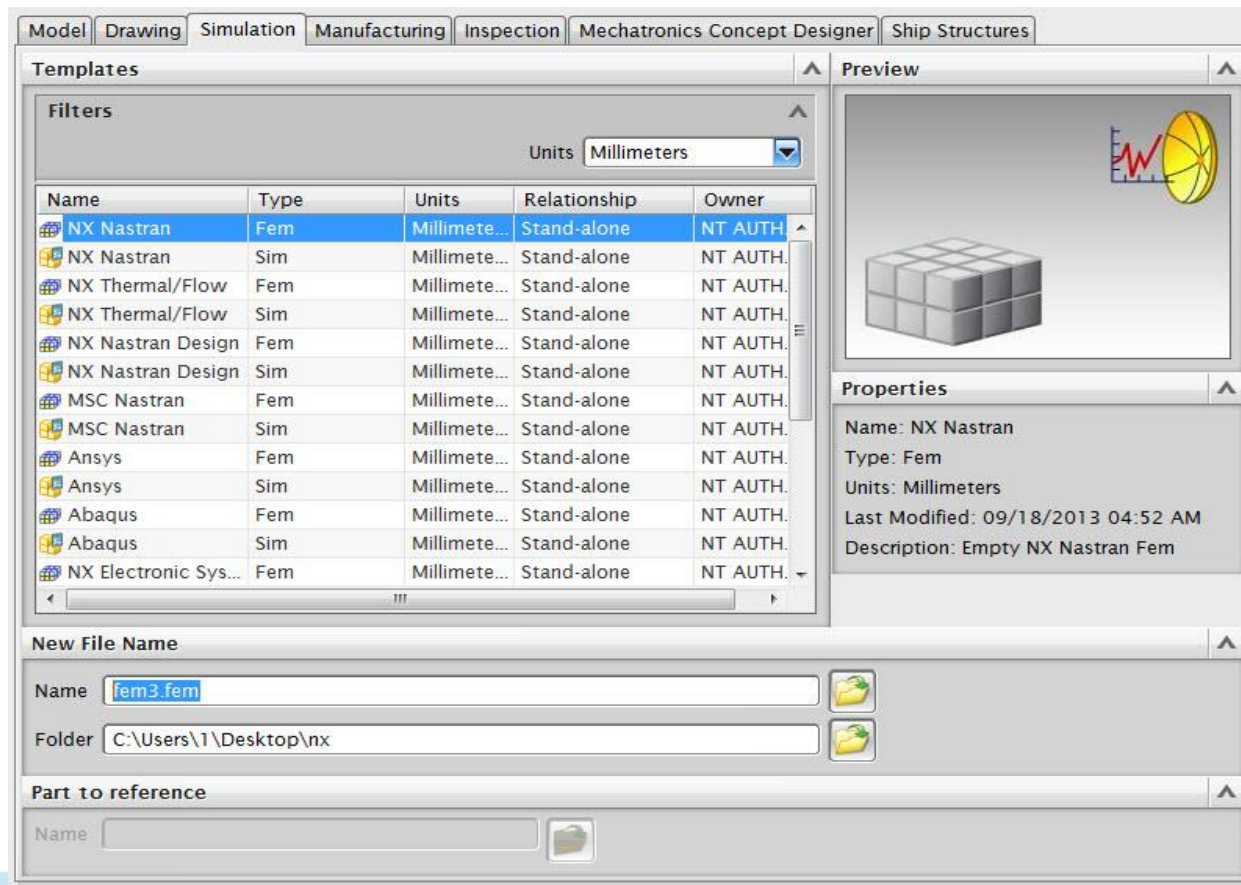 Model Drawing Simulation Manufacturing Inspection Mechatronics Concept Designer Ship Structures
Templates
Filters
Units Millimeters
Name Type Units Relationship Owner
NX Nastran Fem Millimete... Stand-alone NT AUTH.
NX Nastran Sim Millimete... Stand-alone NT AUTH.
NX Thermal/Flow Fem Millimete... Stand-alone NT AUTH.
NX Thermal/Flow Sim Millimete... Stand-alone NT AUTH.
NX Nastran Design Fem Millimete... Stand-alone NT AUTH.
NX Nastran Design Sim Millimete... Stand-alone NT AUTH.
MSC Nastran Fem Millimete... Stand-alone NT AUTH.
MSC Nastran Sim Millimete... Stand-alone NT AUTH.
Ansys Fem Millimete... Stand-alone NT AUTH.
Ansys Sim Millimete... Stand-alone NT AUTH.
Abaqus Fem Millimete... Stand-alone NT AUTH.
Abaqus Sim Millimete... Stand-alone NT AUTH.
NX Electronic Sys... Fem Millimete... Stand-alone NT AUTH.
Preview
Properties
Name: NX Nastran
Type: Fem
Units: Millimeters
Last Modified: 09/18/2013 04:52 AM
Description: Empty NX Nastran Fem
New File Name
Name fem3.fem
Folder C:\Users\1\Desktop\nx
Part to reference
Name